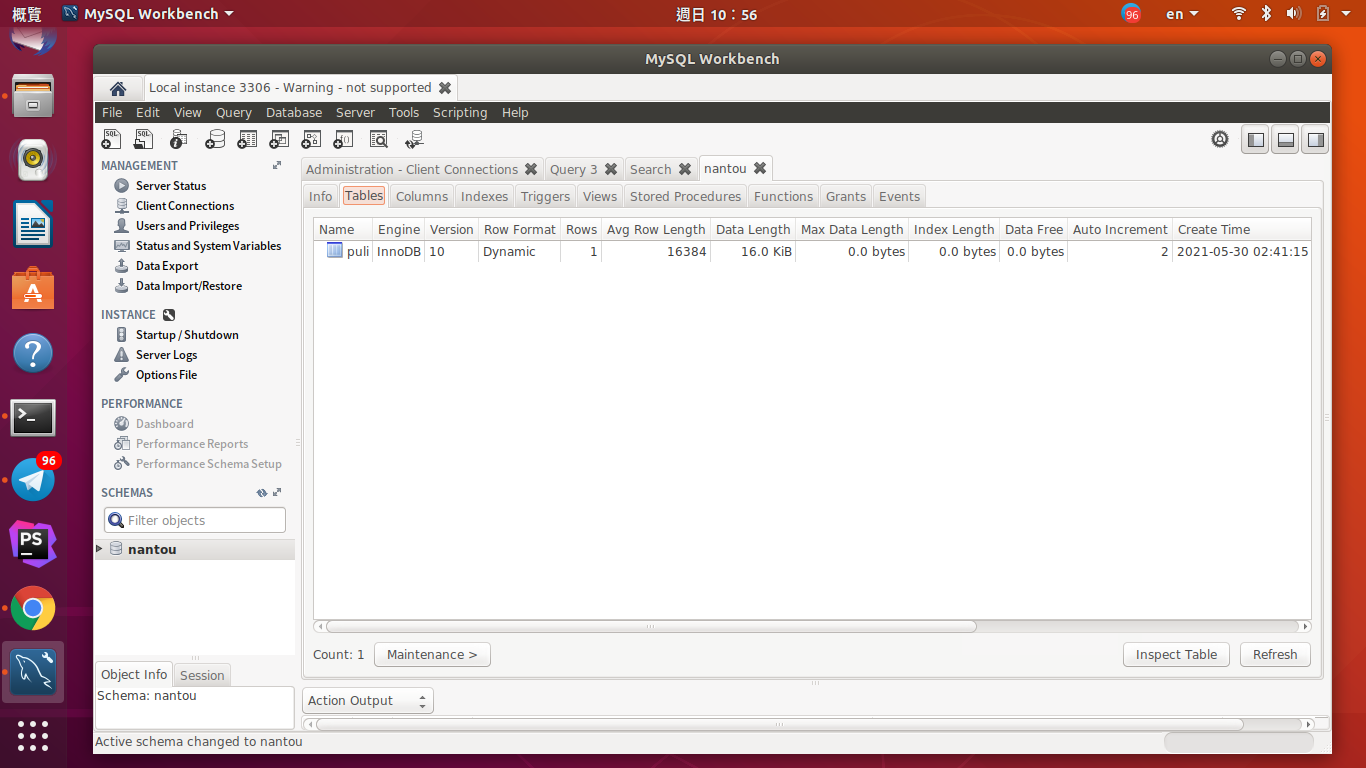 概覽 MySQL Workbench 週日 10：56 96 en
MySQL Workbench
Local instance 3306 - Warning - not supported
File Edit View Query Database Server Tools Scripting Help
MANAGEMENT
Server Status
Client Connections
Users and Privileges
Status and System Variables
Data Export
Data Import/Restore
INSTANCE
Startup / Shutdown
Server Logs
Options File
PERFORMANCE
Dashboard
Performance Reports
Performance Schema Setup
SCHEMAS
Filter objects
nantou
Object Info Session
Schema: nantou
Administration - Client Connections Query 3 Search nantou
Info Tables Columns Indexes Triggers Views Stored Procedures Functions Grants Events
Name Engine Version Row Format Rows Avg Row Length Data Length Max Data Length Index Length Data Free Auto Increment Create Time
puli InnoDB 10 Dynamic 1 16384 16.0 KiB 0.0 bytes 0.0 bytes 0.0 bytes 2 2021-05-30 02:41:15
Count: 1 Maintenance > Inspect Table Refresh
Action Output
Active schema changed to nantou
96
PS